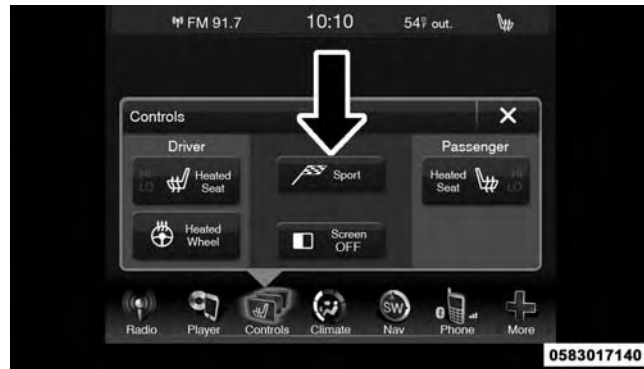 FM 91.7 10:10 54°F out.
Controls X
Driver Passenger
HI LO Heated Seat Sport Heated Seat HI LO
Heated Wheel Screen OFF
SW 0
Radio Player Controls Climate Nav Phone More
0583017140